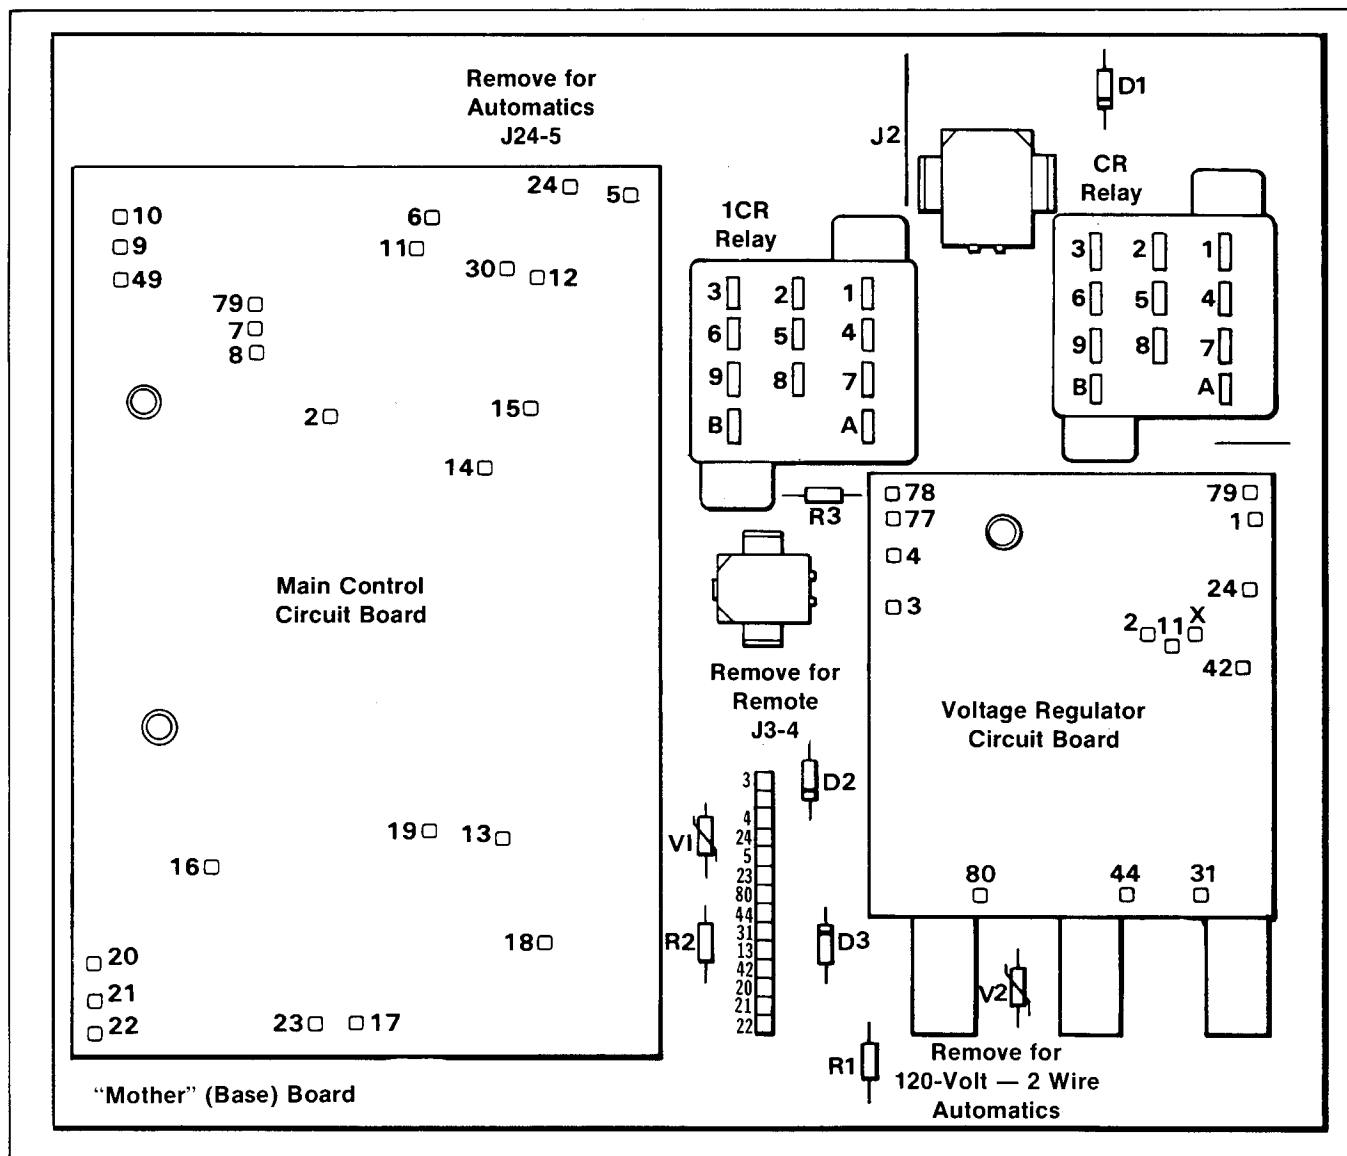 Remove for
Automatics
J24-5
24
5
10
9
49
6
11
30
12
79
7
8
2
15
14
Main Control
Circuit Board
19
13
16
18
20
21
22
23
17
"Mother" (Base) Board
J2
D1
1CR
Relay
3 2 1
6 5 4
9 8 7
B A
CR
Relay
3 2 1
6 5 4
9 8 7
B A
R3
Remove for
Remote
J3-4
D2
V1
R2
3
4
24
5
23
80
44
31
13
42
20
21
22
D3
R1
78
77
4
3
79
1
24
2 11 X
42
Voltage Regulator
Circuit Board
80 44 31
V2
Remove for
120-Volt — 2 Wire
Automatics